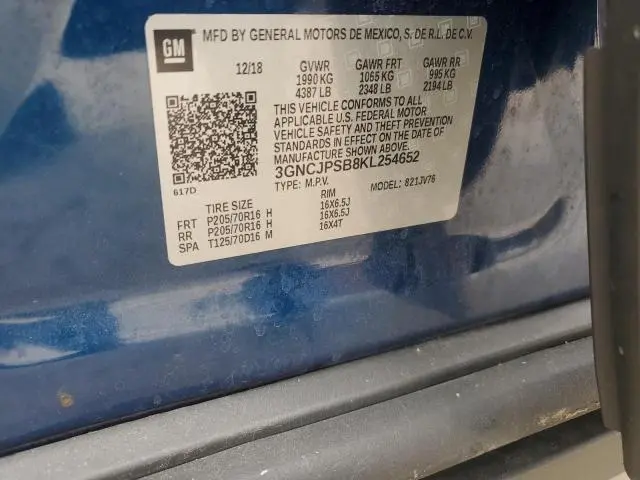 GM
MFD BY GENERAL MOTORS DE MEXICO, S. DE R.L. DE C.V.
12/18 GVWR GAWR FRT GAWR RR
1990 KG 1065 KG 995 KG
4387 LB 2348 LB 2194 LB
THIS VEHICLE CONFORMS TO ALL
APPLICABLE U.S. FEDERAL MOTOR
VEHICLE SAFETY AND THEFT PREVENTION
STANDARDS IN EFFECT ON THE DATE OF
MANUFACTURE SHOWN ABOVE.
3GNCJPSB8KL254652
617D
TYPE: M.P.V. MODEL: 821JV76
TIRE SIZE RIM
FRT P205/70R16 H 16X6.5J
RR P205/70R16 H 16X6.5J
SPA T125/70D16 M 16X4T